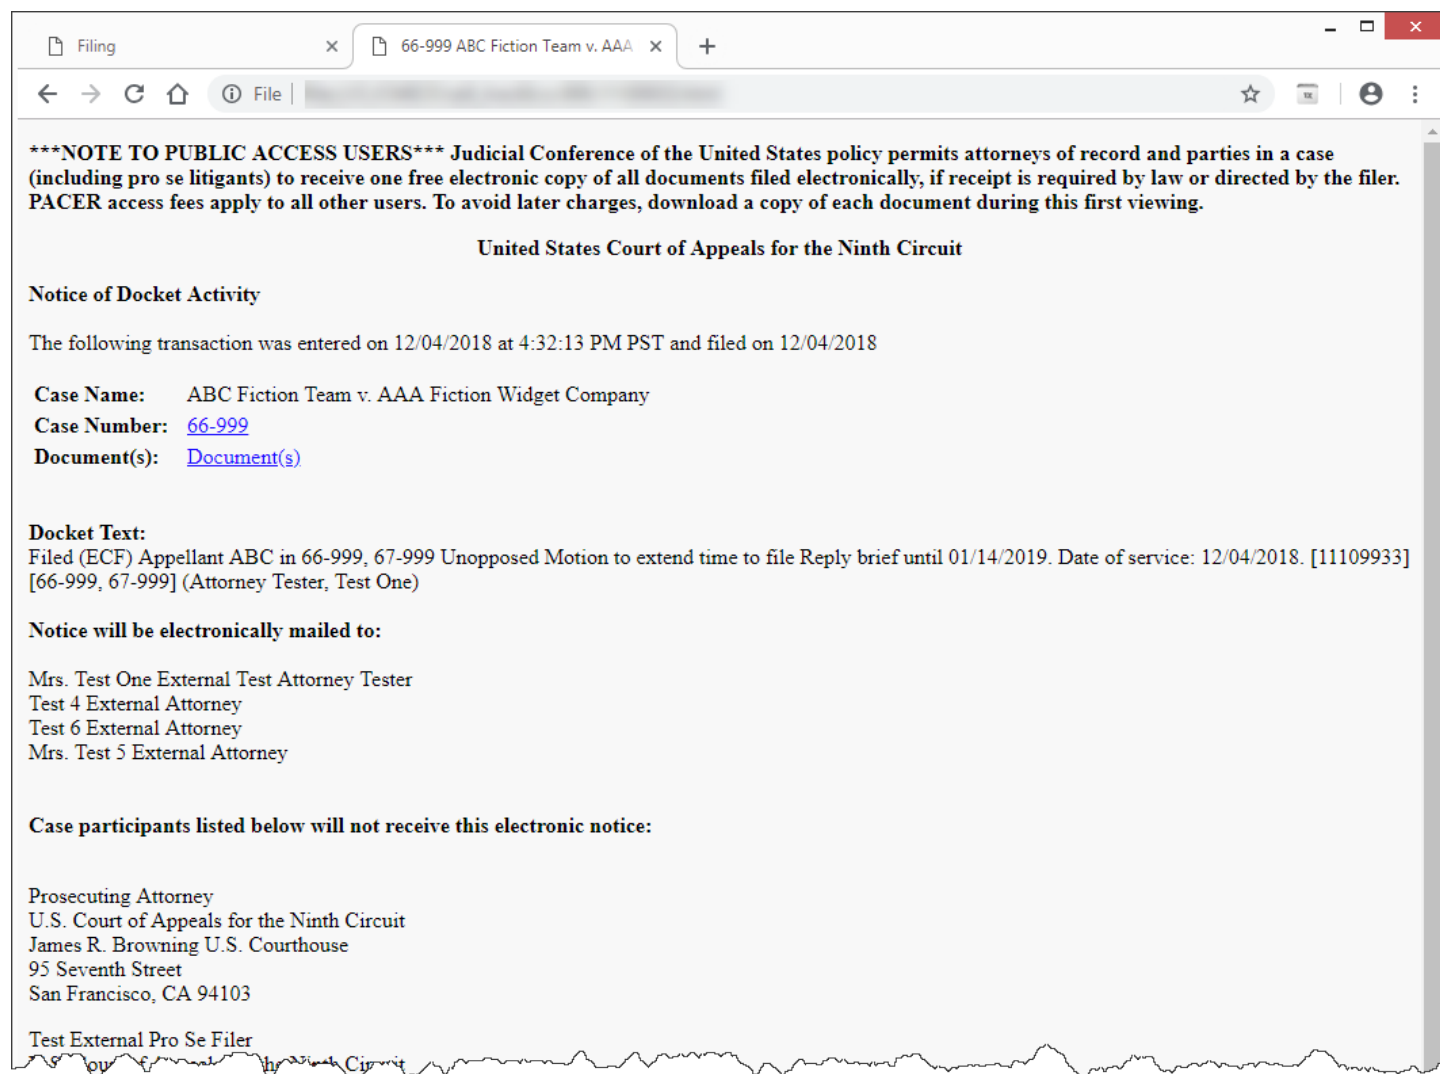 Filing
66-999 ABC Fiction Team v. AAA
File
***NOTE TO PUBLIC ACCESS USERS*** Judicial Conference of the United States policy permits attorneys of record and parties in a case
(including pro se litigants) to receive one free electronic copy of all documents filed electronically, if receipt is required by law or directed by the filer.
PACER access fees apply to all other users. To avoid later charges, download a copy of each document during this first viewing.
United States Court of Appeals for the Ninth Circuit
Notice of Docket Activity
The following transaction was entered on 12/04/2018 at 4:32:13 PM PST and filed on 12/04/2018
Case Name: ABC Fiction Team v. AAA Fiction Widget Company
Case Number: 66-999
Document(s): Document(s)
Docket Text:
Filed (ECF) Appellant ABC in 66-999, 67-999 Unopposed Motion to extend time to file Reply brief until 01/14/2019. Date of service: 12/04/2018. [11109933]
[66-999, 67-999] (Attorney Tester, Test One)
Notice will be electronically mailed to:
Mrs. Test One External Test Attorney Tester
Test 4 External Attorney
Test 6 External Attorney
Mrs. Test 5 External Attorney
Case participants listed below will not receive this electronic notice:
Prosecuting Attorney
U.S. Court of Appeals for the Ninth Circuit
James R. Browning U.S. Courthouse
95 Seventh Street
San Francisco, CA 94103
Test External Pro Se Filer